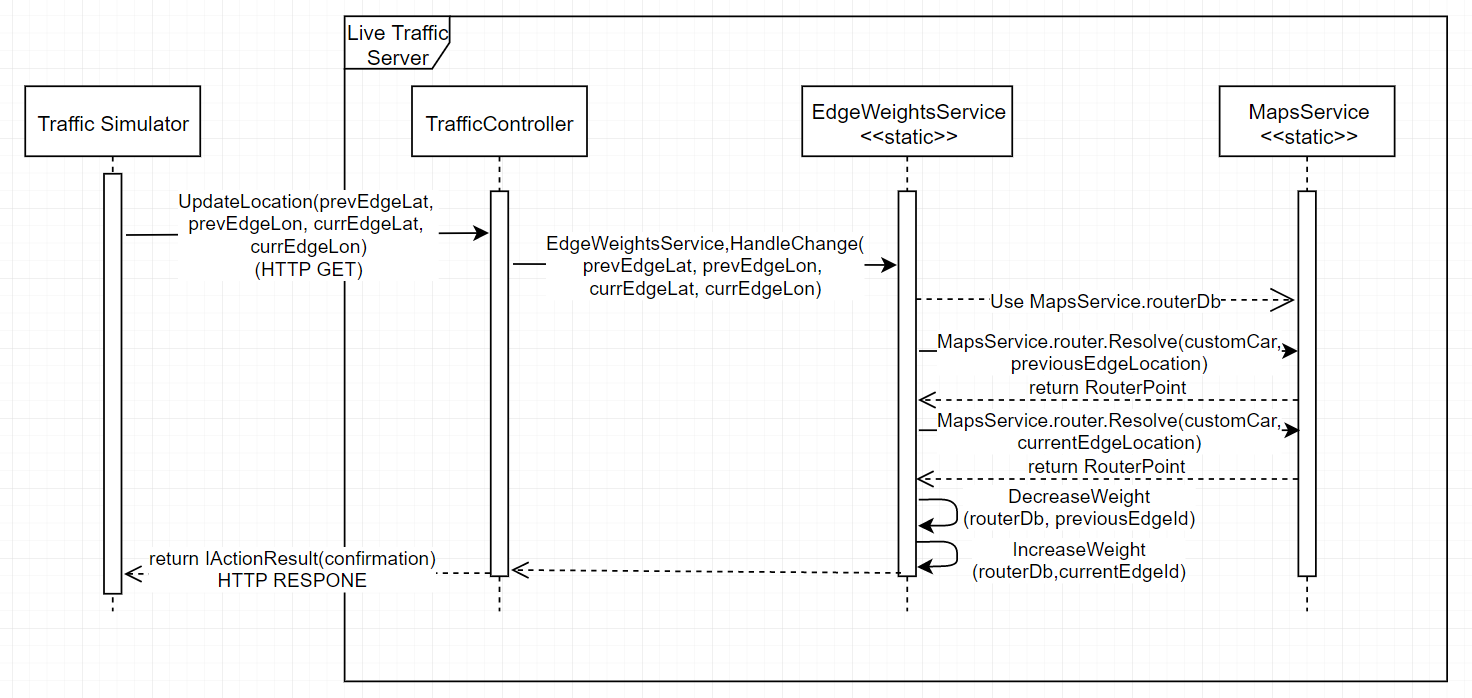 Live Traffic
Server
Traffic Simulator
TrafficController
EdgeWeightsService
<<static>>
MapsService
<<static>>
UpdateLocation(prevEdgeLat,
prevEdgeLon, currEdgeLat,
currEdgeLon)
(HTTP GET)
EdgeWeightsService,HandleChange(
prevEdgeLat, prevEdgeLon,
currEdgeLat, currEdgeLon)
Use MapsService.routerDb
MapsService.router.Resolve(customCar,
previousEdgeLocation)
return RouterPoint
MapsService.router.Resolve(customCar,
currentEdgeLocation)
return RouterPoint
DecreaseWeight
(routerDb, previousEdgeId)
IncreaseWeight
(routerDb,currentEdgeId)
return IActionResult(confirmation)
HTTP RESPONE